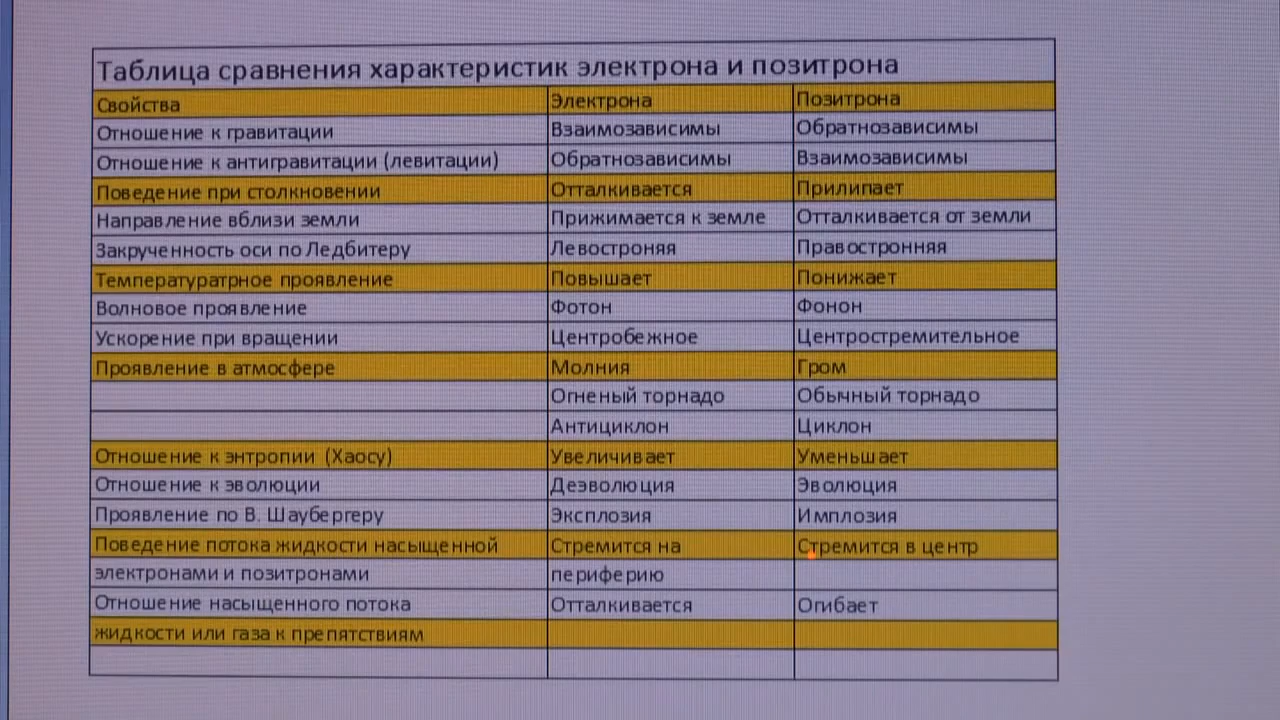 Таблица сравнения характеристик электрона и позитрона
Свойства Электрона Позитрона
Отношение к гравитации Взаимозависимы Обратнозависимы
Отношение к антигравитации (левитации) Обратнозависимы Взаимозависимы
Поведение при столкновении Отталкивается Прилипает
Направление вблизи земли Прижимается к земле Отталкивается от земли
Закрученность оси по Ледбитеру Левостроняя Правостронняя
Температуратрное проявление Повышает Понижает
Волновое проявление Фотон Фонон
Ускорение при вращении Центробежное Центростремительное
Проявление в атмосфере Молния Гром
Огненый торнадо Обычный торнадо
Антициклон Циклон
Отношение к энтропии (Хаосу) Увеличивает Уменьшает
Отношение к эволюции Деэволюция Эволюция
Проявление по В. Шаубергеру Эксплозия Имплозия
Поведение потока жидкости насыщенной Стремится на Стремится в центр
электронами и позитронами периферию
Отношение насыщенного потока Отталкивается Огибает
жидкости или газа к препятствиям